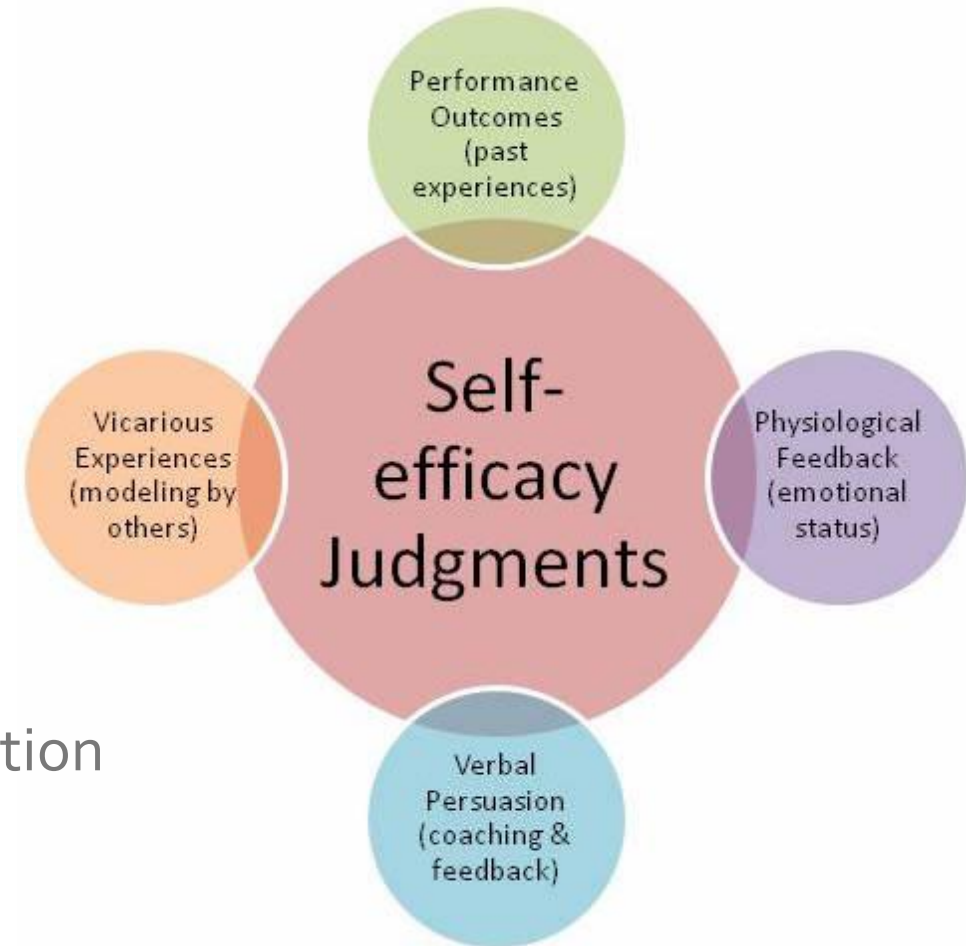 Performance
Outcomes
(past
experiences)
Self-
efficacy
Judgments
Vicarious
Experiences
(modeling by
others)
Physiological
Feedback
(emotional
status)
tion
Verbal
Persuasion
(coaching &
feedback)